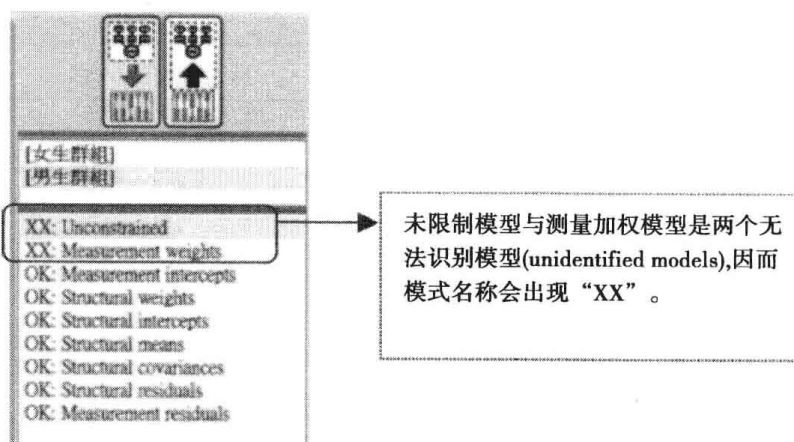 [女生群組]
[男生群組]
XX: Unconstrained
XX: Measurement weights
OK: Measurement intercepts
OK: Structural weights
OK: Structural intercepts
OK: Structural means
OK: Structural covariances
OK: Structural residuals
OK: Measurement residuals
未限制模型与测量加权模型是两个无
法识别模型(unidentified models),因而
模式名称会出现“XX”。